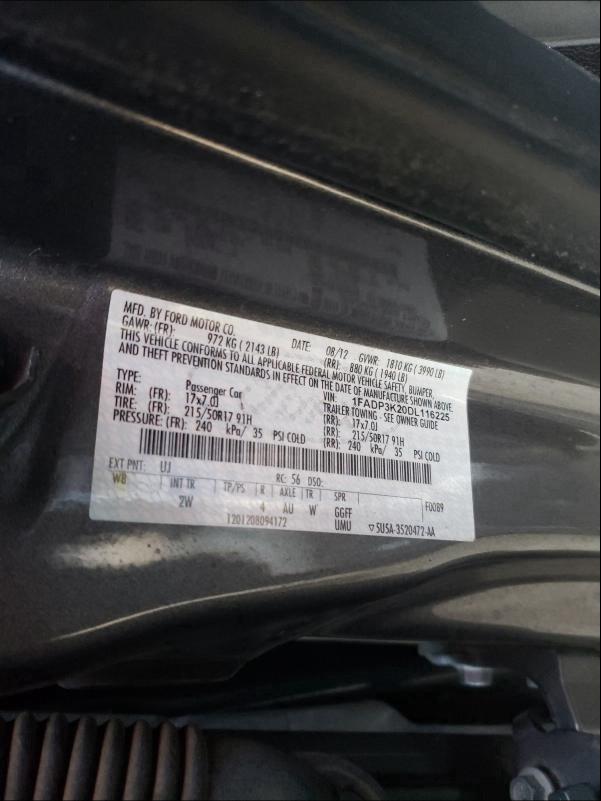 MFD. BY FORD MOTOR CO.
DATE: 08/12 GVWR: 1810 KG (3990 LB)
GAWR: (FR): 972 KG (2143 LB) (RR): 880 KG (1940 LB)
THIS VEHICLE CONFORMS TO ALL APPLICABLE FEDERAL MOTOR VEHICLE SAFETY, BUMPER,
AND THEFT PREVENTION STANDARDS IN EFFECT ON THE DATE OF MANUFACTURE SHOWN ABOVE.
VIN: 1FADP3K20DL116225
TYPE: Passenger Car TRAILER TOWING - SEE OWNER GUIDE
RIM: 17x7.0J (RR): 17x7.0J
TIRE: 215/50R17 91H (RR): 215/50R17 91H
PRESSURE: (FR): 240 kPa/ 35 PSI COLD (RR): 240 kPa/ 35 PSI COLD
EXT PNT: UJ RC: 56 DSO:
WB INT TR TP/PS R AXLE TR SPR F0089
2W 4 AU W GGFF
T201208094172 UMU ▽ 5U5A-3520472-AA